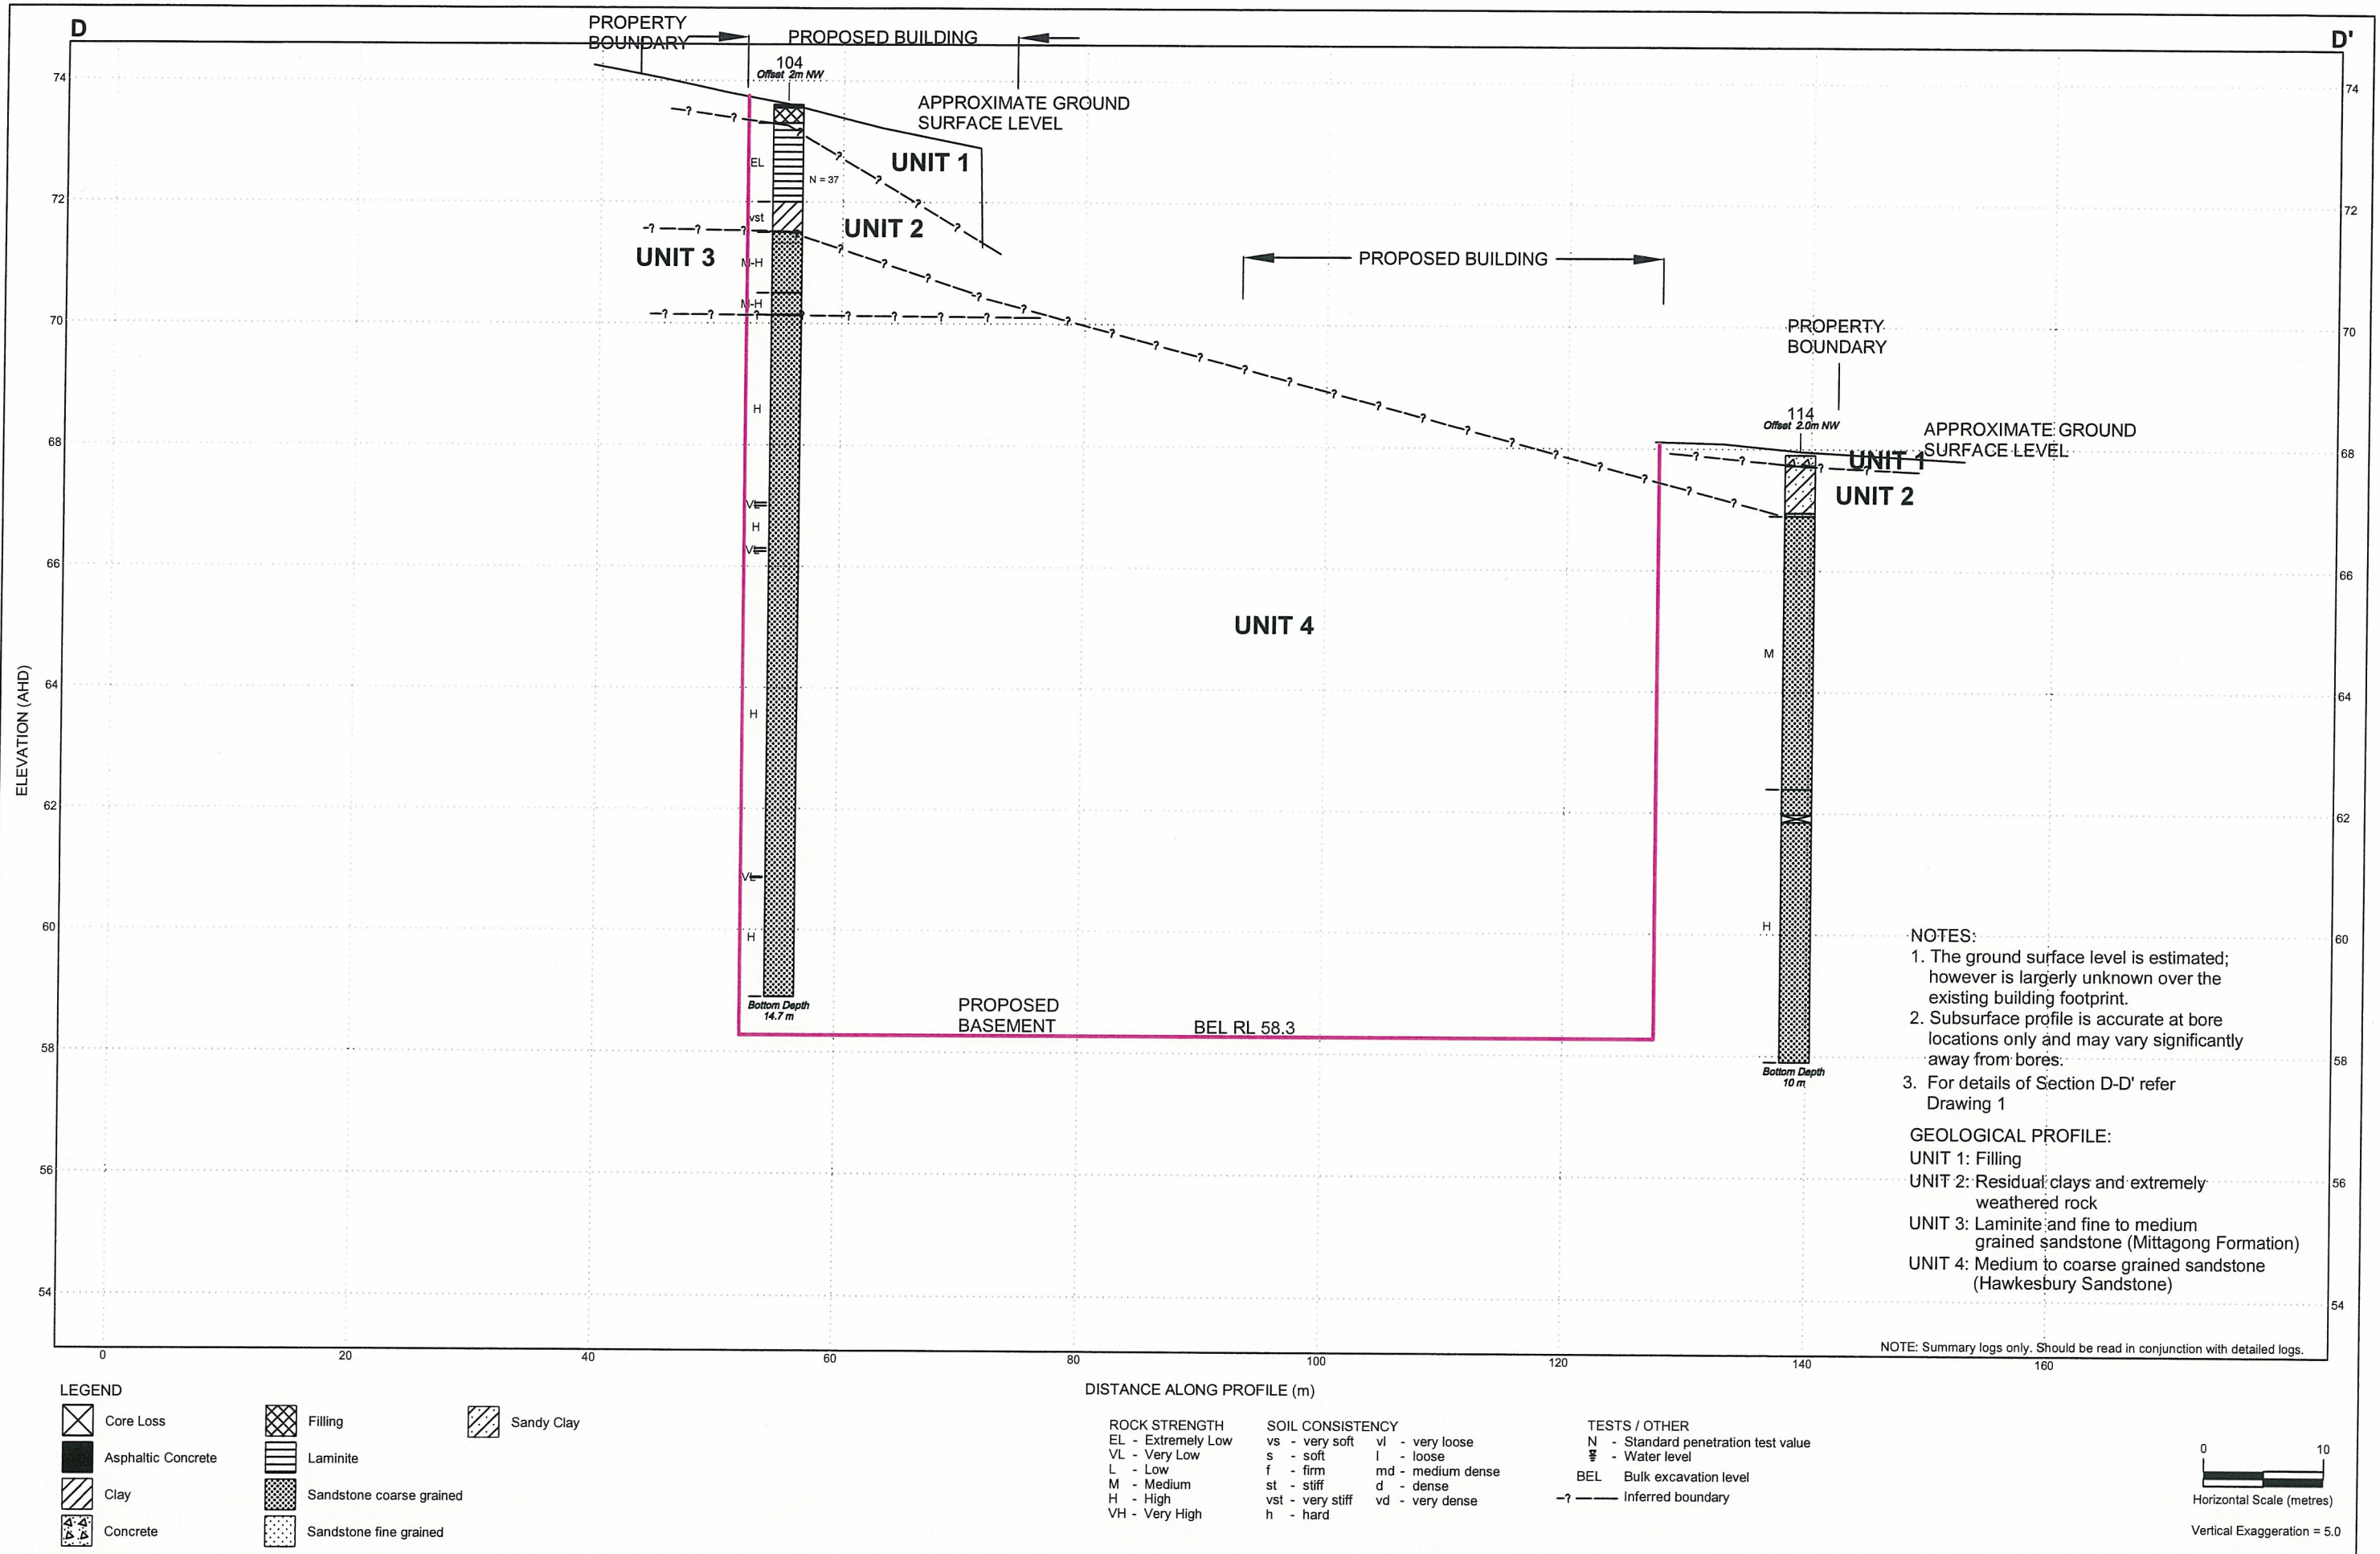 D
D'
PROPERTY
BOUNDARY
PROPOSED BUILDING
104
Offset 2m NW
APPROXIMATE GROUND
SURFACE LEVEL
UNIT 1
EL
N = 37
vst
UNIT 2
UNIT 3
M-H
M-H
H
VL
H
VL
H
VL
H
Bottom Depth
14.7 m
PROPOSED BUILDING
PROPERTY
BOUNDARY
114
Offset 2.0m NW
APPROXIMATE GROUND
SURFACE LEVEL
UNIT 1
UNIT 2
UNIT 4
M
H
Bottom Depth
10 m
PROPOSED
BASEMENT
BEL RL 58.3
ELEVATION (AHD)
74
72
70
68
66
64
62
60
58
56
54
74
72
70
68
66
64
62
60
58
56
54
NOTES:
1. The ground surface level is estimated;
however is largerly unknown over the
existing building footprint.
2. Subsurface profile is accurate at bore
locations only and may vary significantly
away from bores.
3. For details of Section D-D' refer
Drawing 1
GEOLOGICAL PROFILE:
UNIT 1: Filling
UNIT 2: Residual clays and extremely
weathered rock
UNIT 3: Laminite and fine to medium
grained sandstone (Mittagong Formation)
UNIT 4: Medium to coarse grained sandstone
(Hawkesbury Sandstone)
NOTE: Summary logs only. Should be read in conjunction with detailed logs.
0 20 40 60 80 100 120 140 160
DISTANCE ALONG PROFILE (m)
LEGEND
Core Loss
Asphaltic Concrete
Clay
Concrete
Filling
Laminite
Sandstone coarse grained
Sandstone fine grained
Sandy Clay
ROCK STRENGTH
EL - Extremely Low
VL - Very Low
L - Low
M - Medium
H - High
VH - Very High
SOIL CONSISTENCY
vs - very soft vl - very loose
s - soft l - loose
f - firm md - medium dense
st - stiff d - dense
vst - very stiff vd - very dense
h - hard
TESTS / OTHER
N - Standard penetration test value
- Water level
BEL Bulk excavation level
-?- Inferred boundary
0 10
Horizontal Scale (metres)
Vertical Exaggeration = 5.0